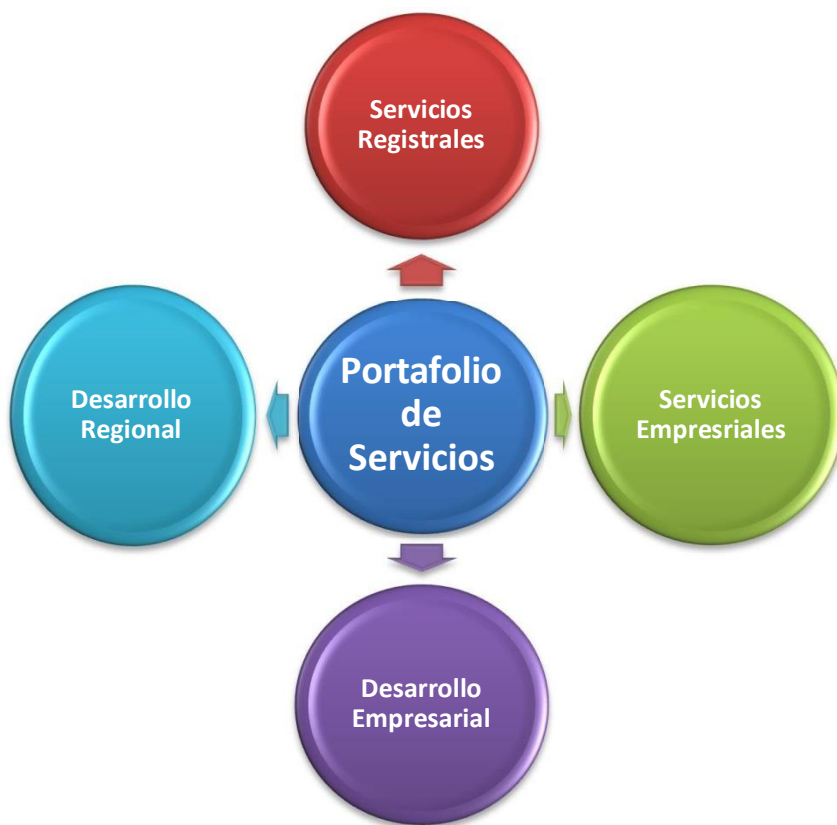 Servicios
Registrales
Desarrollo
Regional
Portafolio
de
Servicios
Servicios
Empresriales
Desarrollo
Empresarial